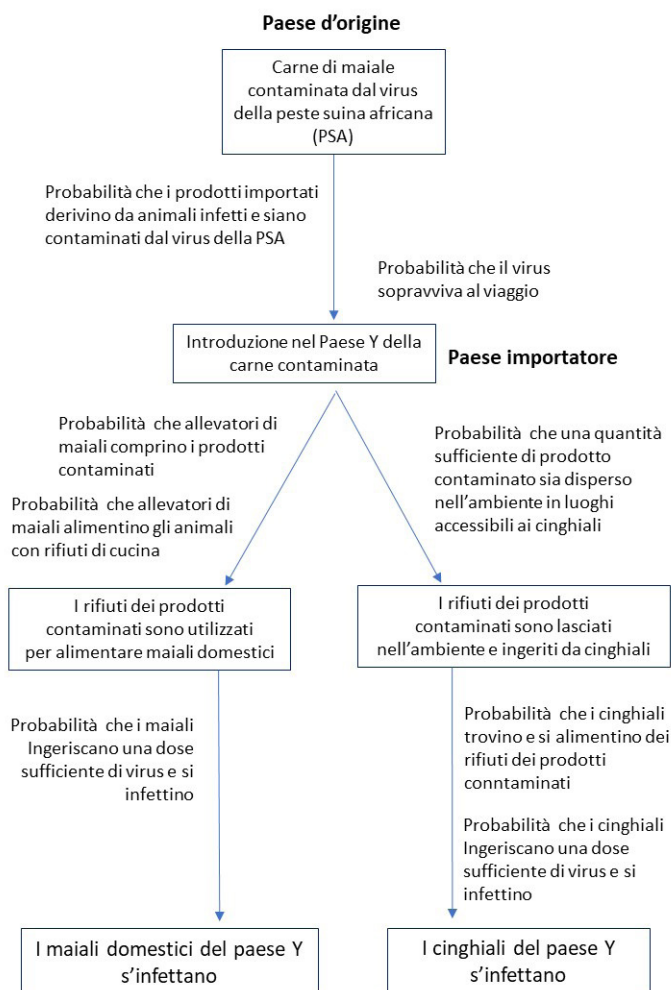 Paese d’origine
Carne di maiale
contaminata dal virus
della peste suina africana
(PSA)
Probabilità che i prodotti importati
derivino da animali infetti e siano
contaminati dal virus della PSA
Probabilità che il virus
sopravviva al viaggio
Introduzione nel Paese Y della
carne contaminata
Paese importatore
Probabilità che allevatori di
maiali comprino i prodotti
contaminati
Probabilità che allevatori di
maiali alimentino gli animali
con rifiuti di cucina
Probabilità che una quantità
sufficiente di prodotto
contaminato sia disperso
nell’ambiente in luoghi
accessibili ai cinghiali
I rifiuti dei prodotti
contaminati sono utilizzati
per alimentare maiali domestici
I rifiuti dei prodotti
contaminati sono lasciati
nell’ambiente e ingeriti da cinghiali
Probabilità che i maiali
Ingeriscano una dose
sufficiente di virus e si
infettino
Probabilità che i cinghiali
trovino e si alimentino dei
rifiuti dei prodotti
conntaminati
Probabilità che i cinghiali
Ingeriscano una dose
sufficiente di virus e si
infettino
I maiali domestici del paese Y
s’infettano
I cinghiali del paese Y
s’infettano